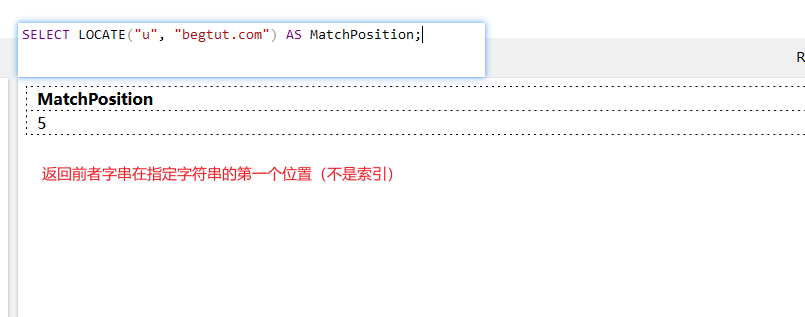 SELECT LOCATE("u", "begtut.com") AS MatchPosition;
R
MatchPosition
5
返回前者字串在指定字符串的第一个位置（不是索引）